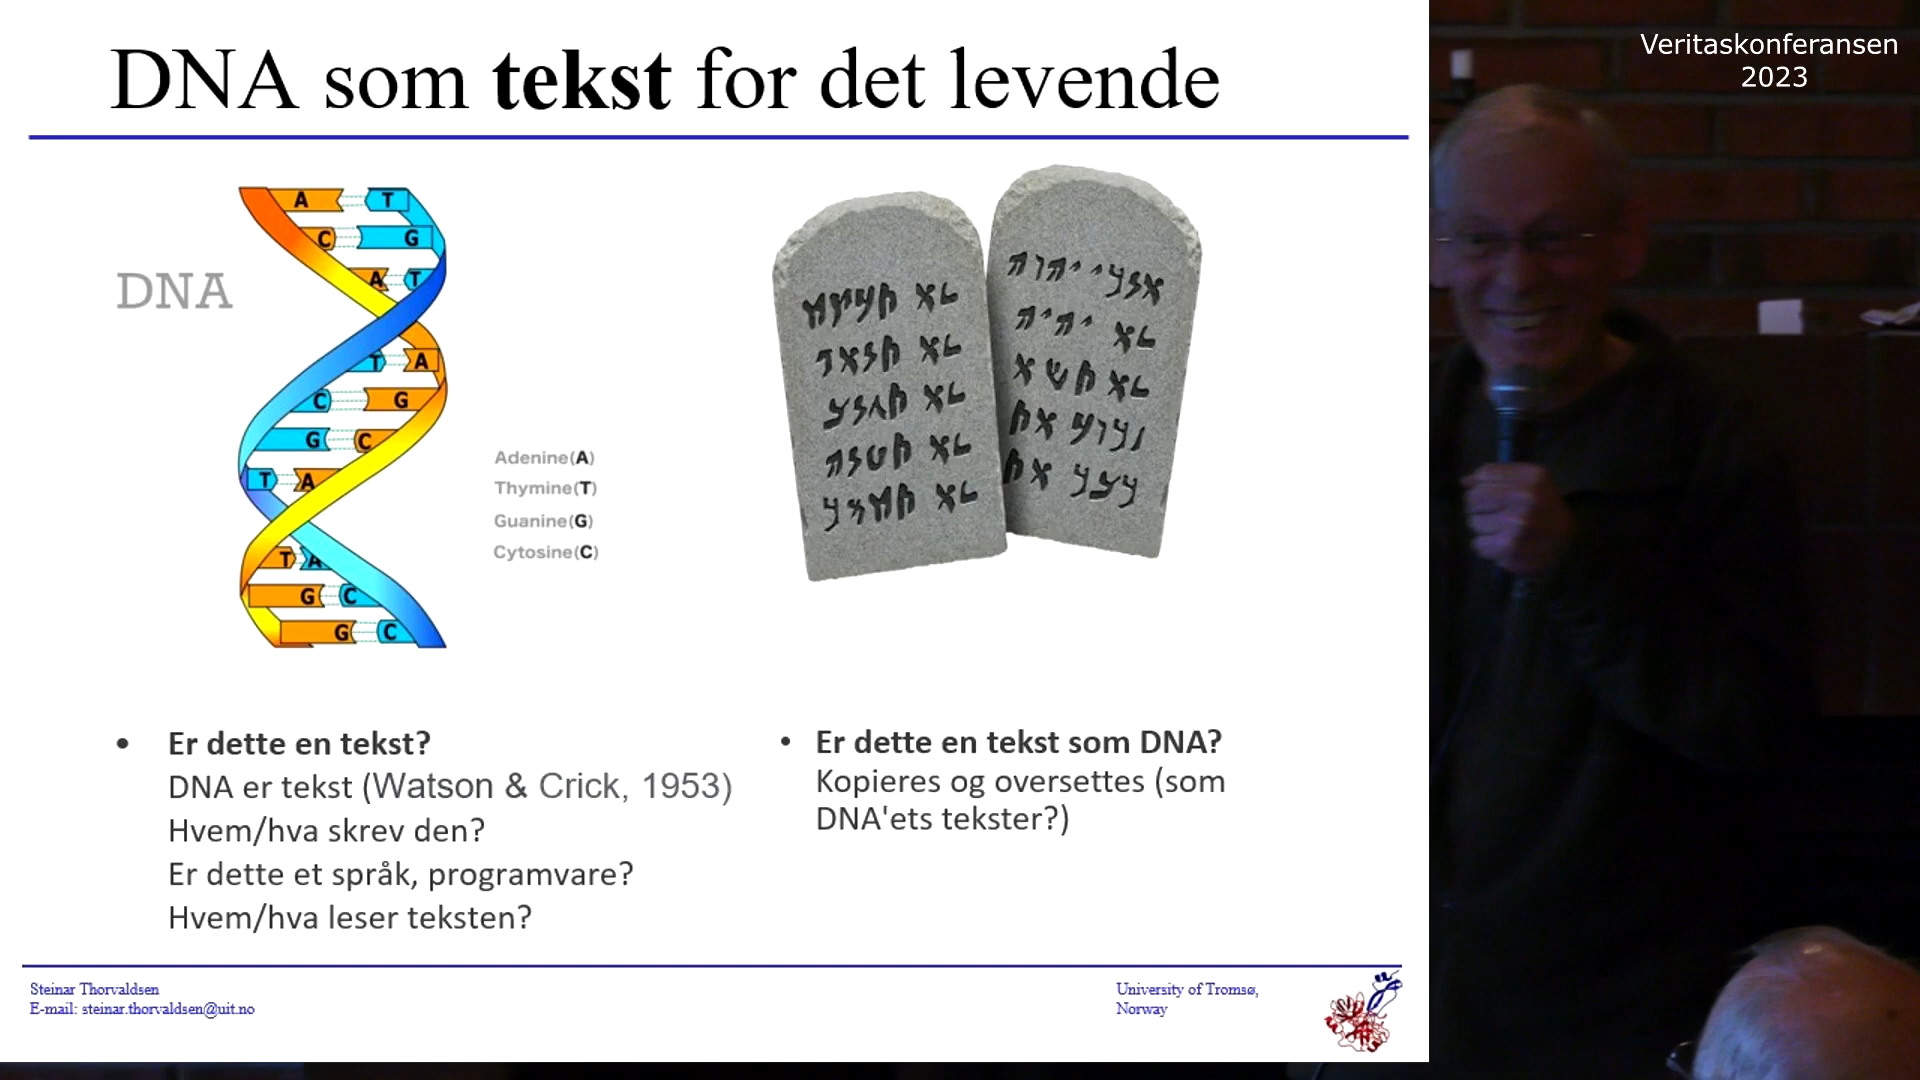 Veritaskonferansen
2023
DNA som tekst for det levende
DNA
A T
C G
A T
T A
C G
G C
T A
T A
G C
G C
Adenine(A)
Thymine(T)
Guanine(G)
Cytosine(C)
• Er dette en tekst?
DNA er tekst (Watson & Crick, 1953)
Hvem/hva skrev den?
Er dette et språk, programvare?
Hvem/hva leser teksten?
• Er dette en tekst som DNA?
Kopieres og oversettes (som
DNA'ets tekster?)
Steinar Thorvaldsen
E-mail: steinar.thorvaldsen@uit.no
University of Tromsø,
Norway